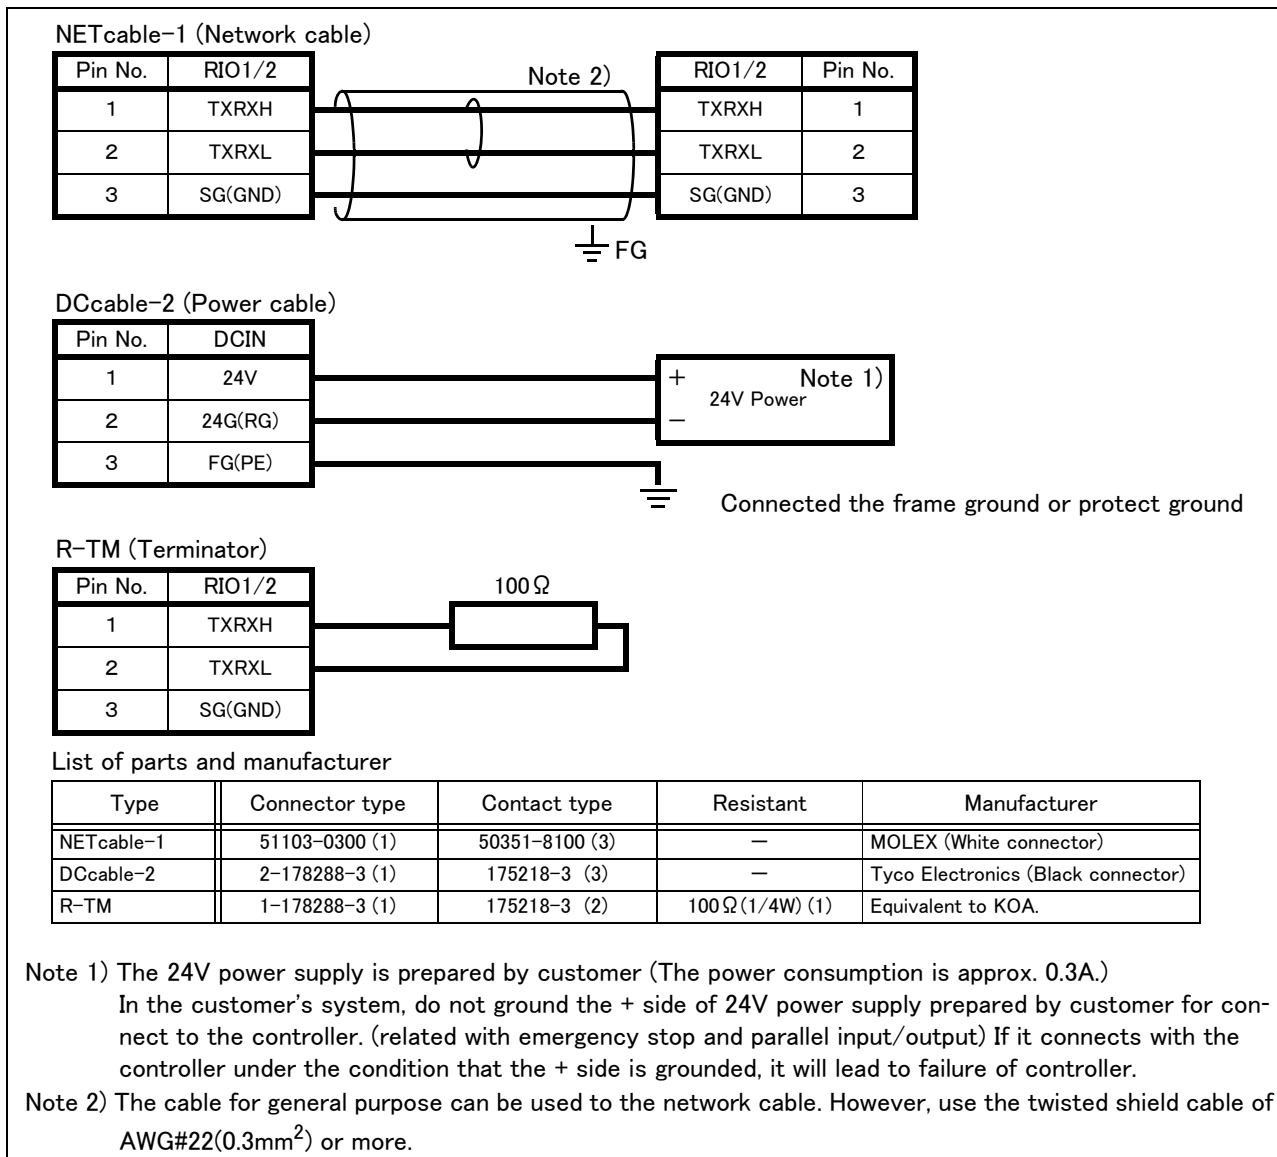 NETcable-1 (Network cable)
Pin No. RIO1/2 Note 2) RIO1/2 Pin No.
1 TXRXH TXRXH 1
2 TXRXL TXRXL 2
3 SG(GND) SG(GND) 3
FG
DCcable-2 (Power cable)
Pin No. DCIN
1 24V + Note 1)
24V Power
2 24G(RG) −
3 FG(PE)
Connected the frame ground or protect ground
R-TM (Terminator)
Pin No. RIO1/2 100Ω
1 TXRXH
2 TXRXL
3 SG(GND)
List of parts and manufacturer
Type Connector type Contact type Resistant Manufacturer
NETcable-1 51103-0300 (1) 50351-8100 (3) − MOLEX (White connector)
DCcable-2 2-178288-3 (1) 175218-3 (3) − Tyco Electronics (Black connector)
R-TM 1-178288-3 (1) 175218-3 (2) 100Ω(1/4W) (1) Equivalent to KOA.
Note 1) The 24V power supply is prepared by customer (The power consumption is approx. 0.3A.)
In the customer's system, do not ground the + side of 24V power supply prepared by customer for con-
nect to the controller. (related with emergency stop and parallel input/output) If it connects with the
controller under the condition that the + side is grounded, it will lead to failure of controller.
Note 2) The cable for general purpose can be used to the network cable. However, use the twisted shield cable of
AWG#22(0.3mm²) or more.